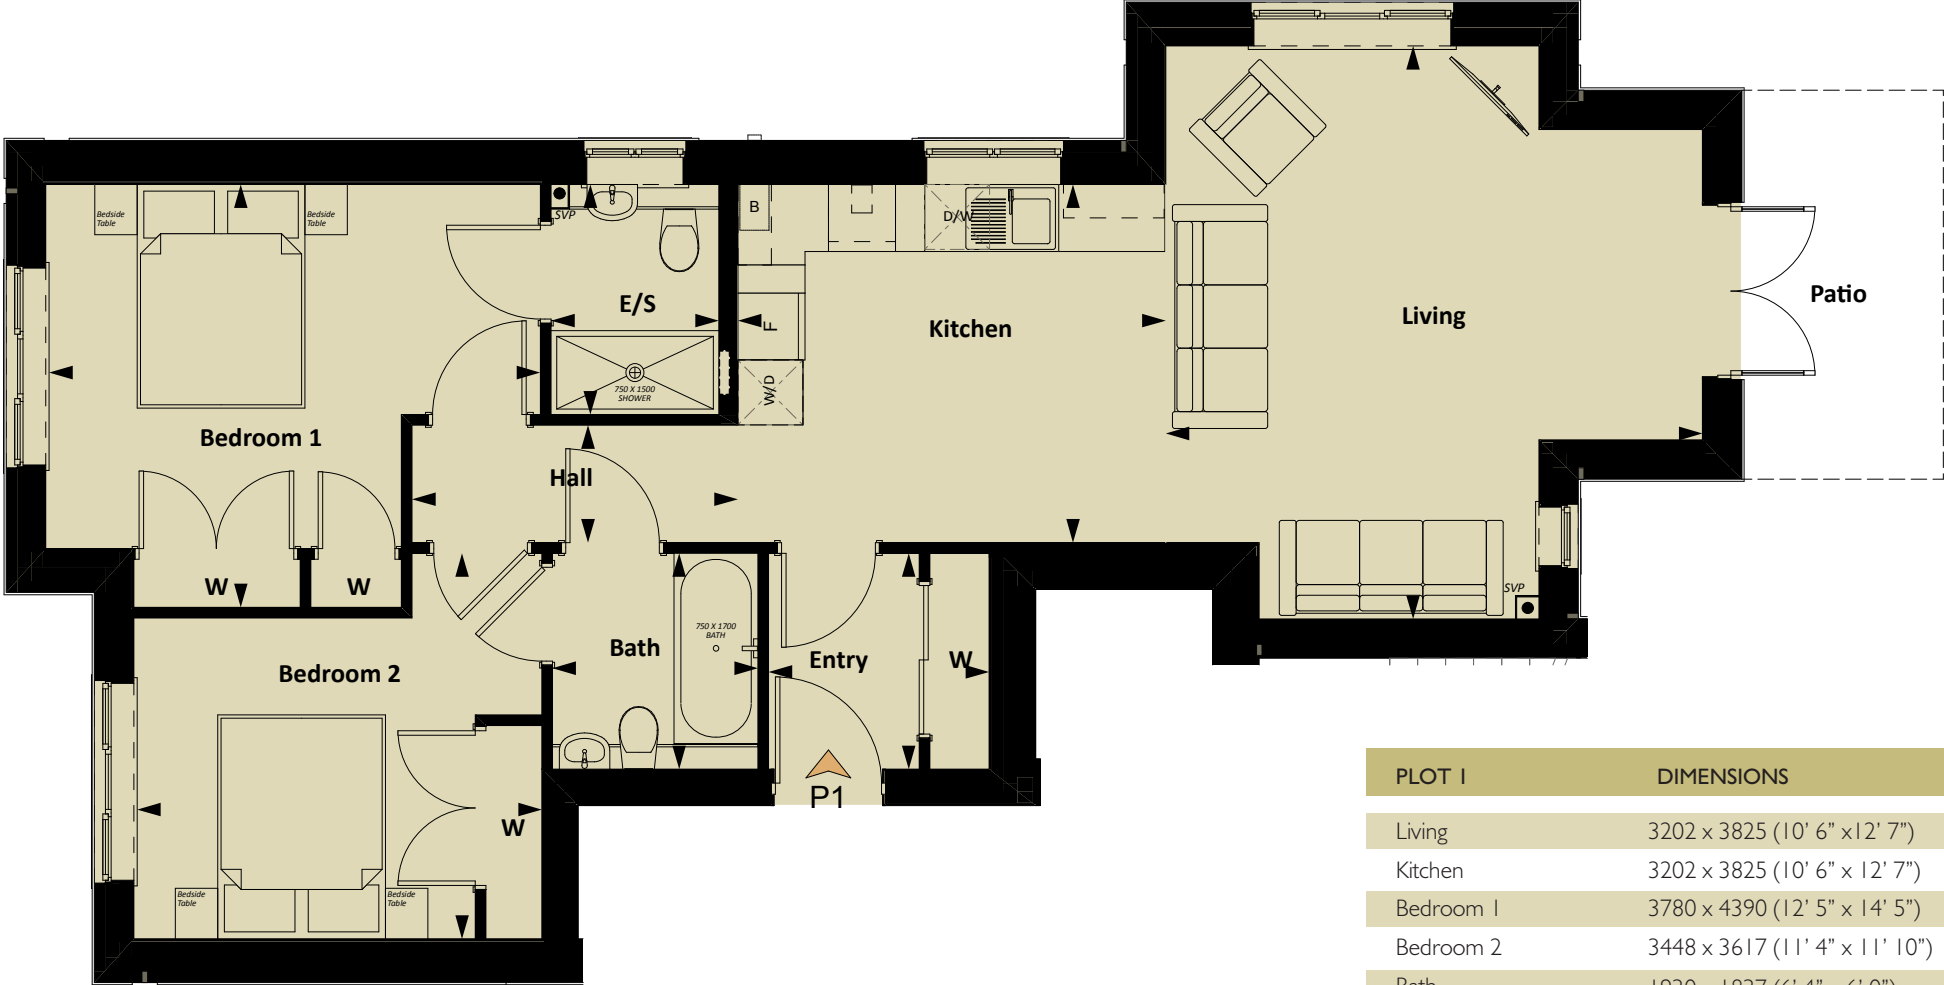 Bedside
Table
Bedside
Table
SVP
B
D/W
E/S
F
Kitchen
Living
Patio
750 X 1500
SHOWER
W/D
Bedroom 1
Hall
W
W
SVP
750 X 1700
BATH
Bath
Entry
W
Bedroom 2
P1
W
Bedside
Table
Bedside
Table
PLOT 1 DIMENSIONS
Living 3202 x 3825 (10' 6” x12' 7”)
Kitchen 3202 x 3825 (10' 6” x 12' 7”)
Bedroom 1 3780 x 4390 (12' 5” x 14' 5”)
Bedroom 2 3448 x 3617 (11' 4” x 11' 10”)
Bath